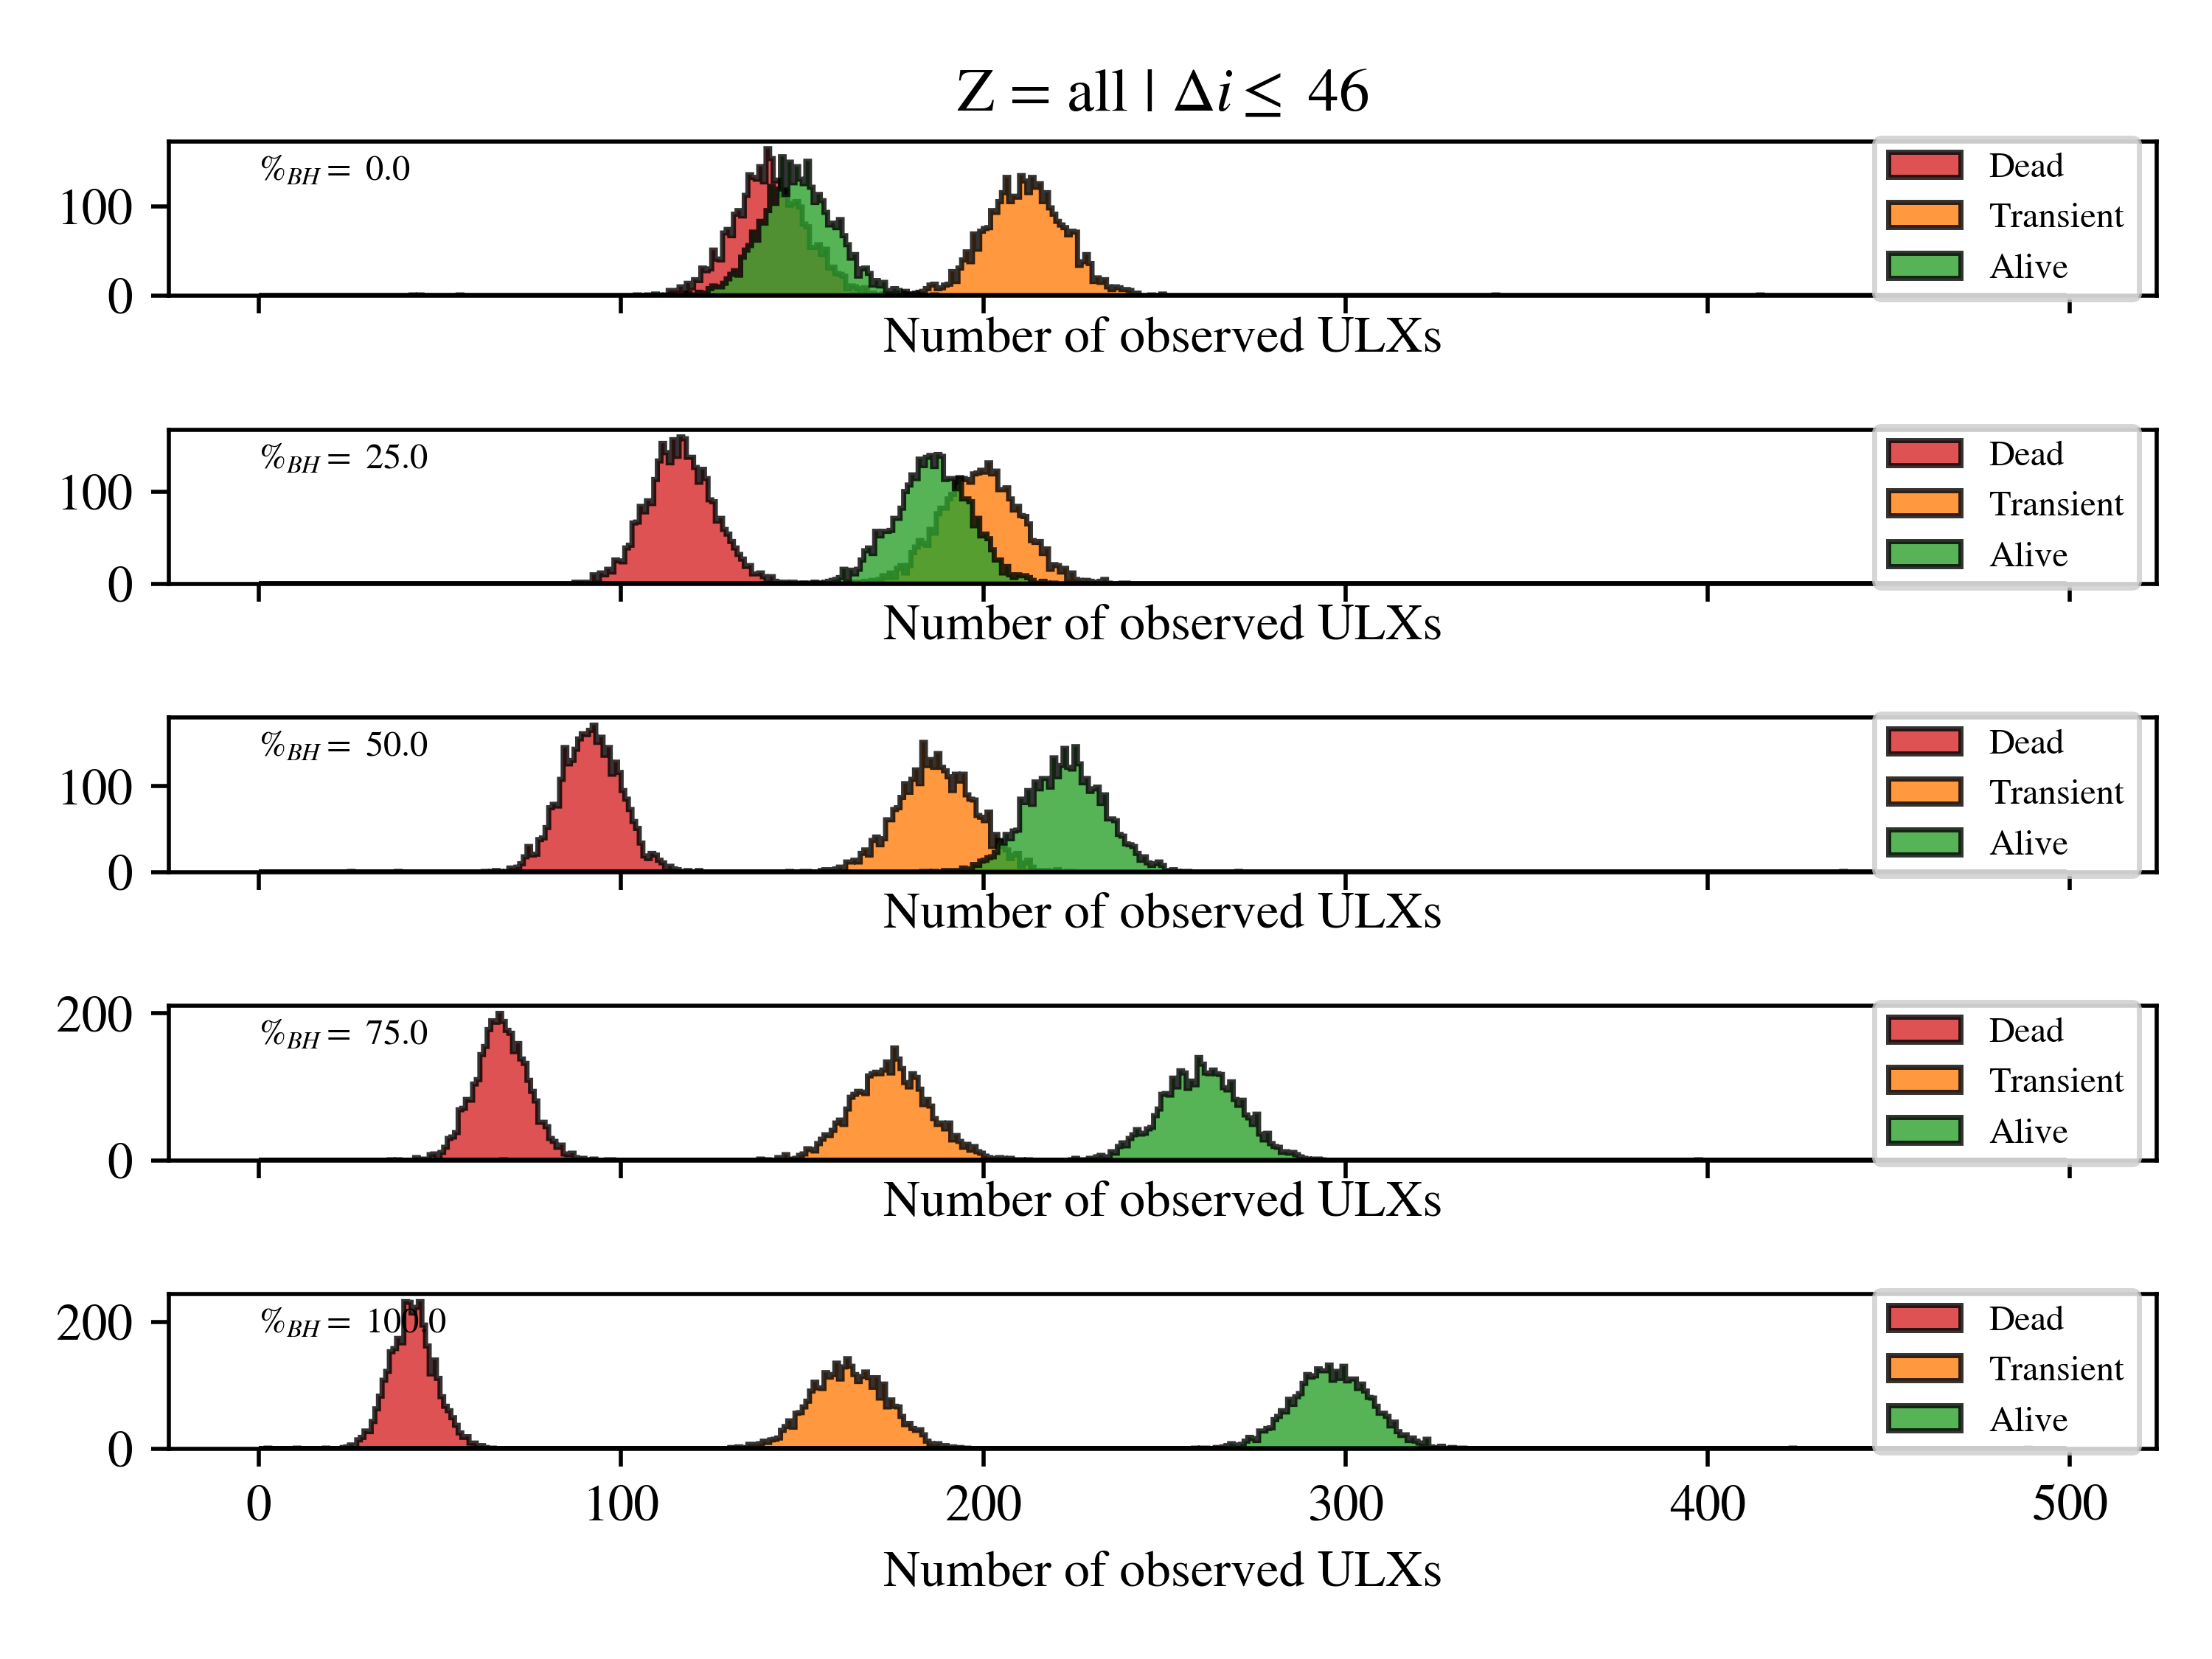 Z = all | Δi ≤ 46
%BH = 0.0
Dead
Transient
Alive
100
0
Number of observed ULXs
%BH = 25.0
Dead
Transient
Alive
100
0
Number of observed ULXs
%BH = 50.0
Dead
Transient
Alive
100
0
Number of observed ULXs
200
%BH = 75.0
Dead
Transient
Alive
0
Number of observed ULXs
200
%BH = 100.0
Dead
Transient
Alive
0
0 100 200 300 400 500
Number of observed ULXs